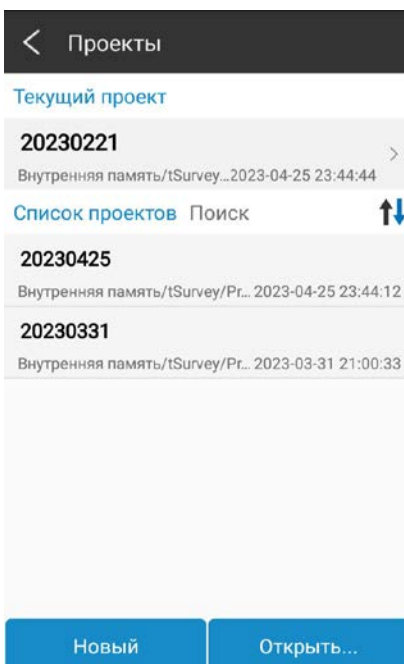 Проекты
Текущий проект
20230221
Внутренняя память/tSurvey...2023-04-25 23:44:44
Список проектов Поиск
20230425
Внутренняя память/tSurvey/Pr... 2023-04-25 23:44:12
20230331
Внутренняя память/tSurvey/Pr... 2023-03-31 21:00:33
Новый Открыть...